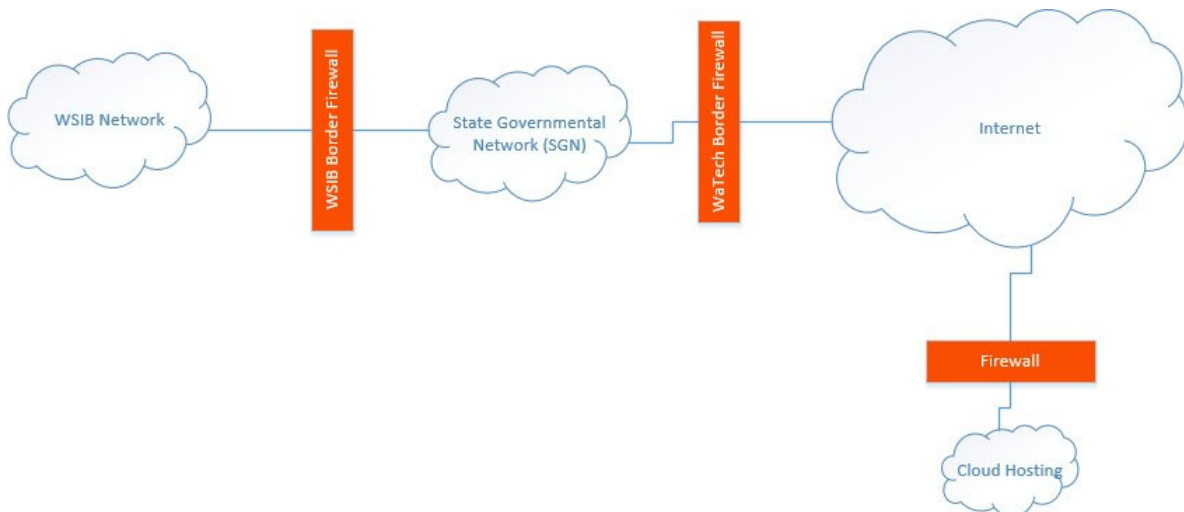 WSIB Network
WSIB Border Firewall
State Governmental
Network (SGN)
WaTech Border Firewall
Internet
Firewall
Cloud Hosting